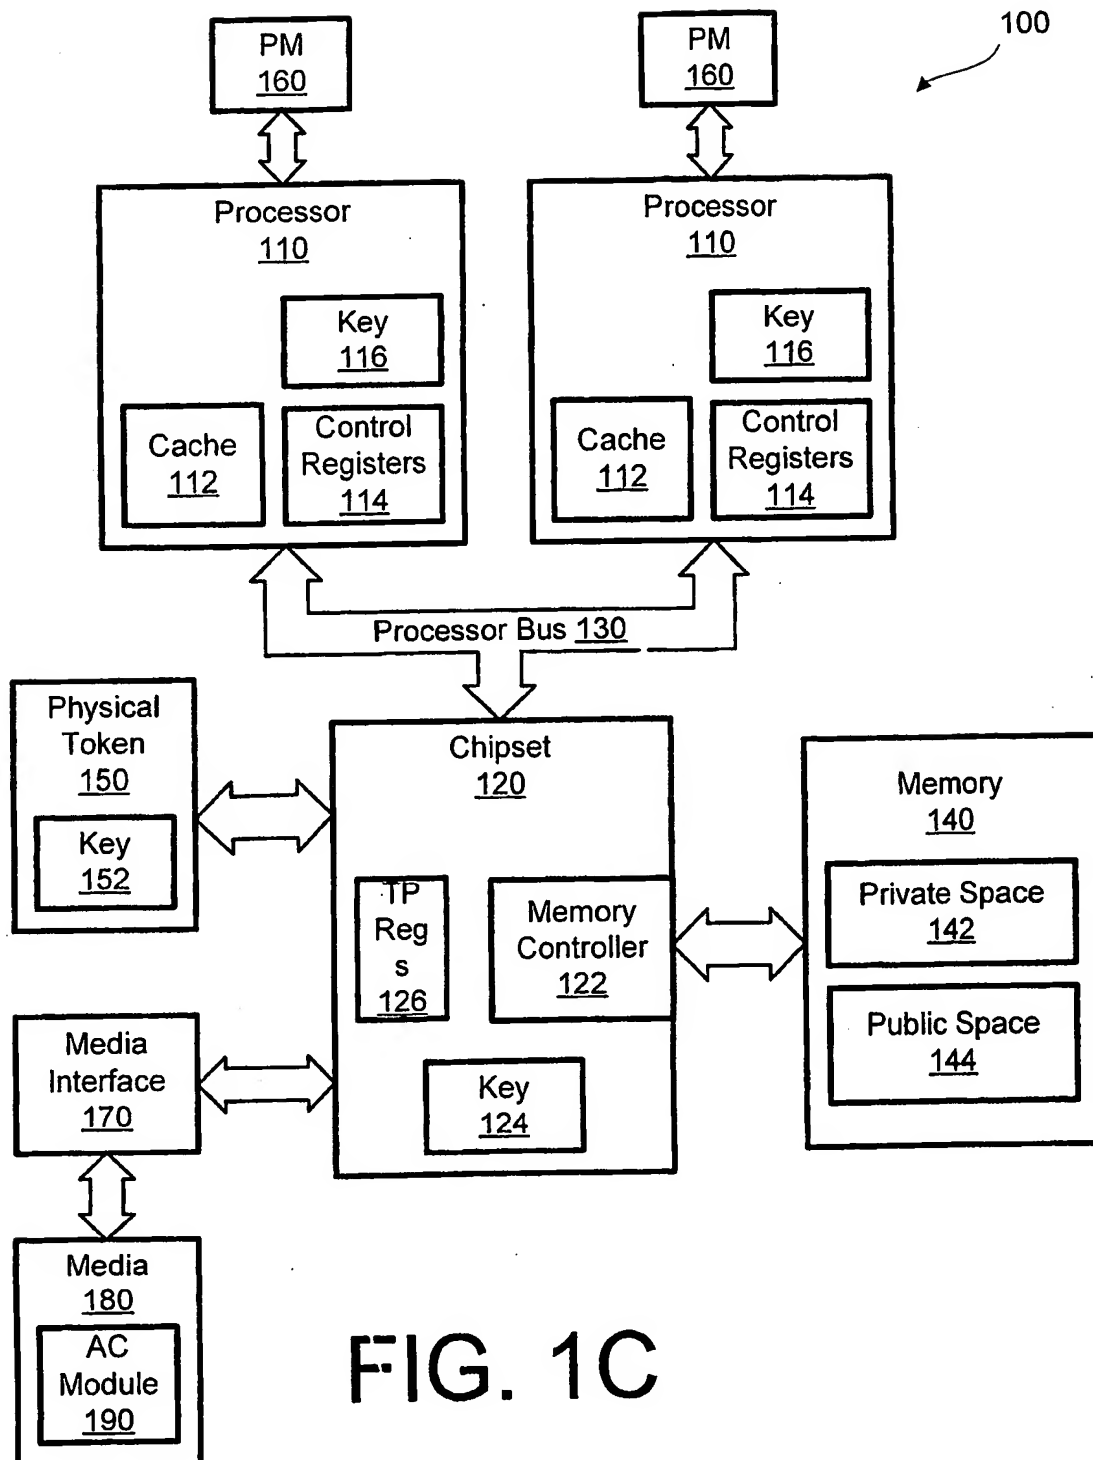 100
PM
160
PM
160
Processor
110
Key
116
Cache
112
Control
Registers
114
Processor
110
Key
116
Cache
112
Control
Registers
114
Processor Bus 130
Physical
Token
150
Key
152
Chipset
120
TP
Reg
s
126
Memory
Controller
122
Key
124
Memory
140
Private Space
142
Public Space
144
Media
Interface
170
Media
180
AC
Module
190
FIG. 1C